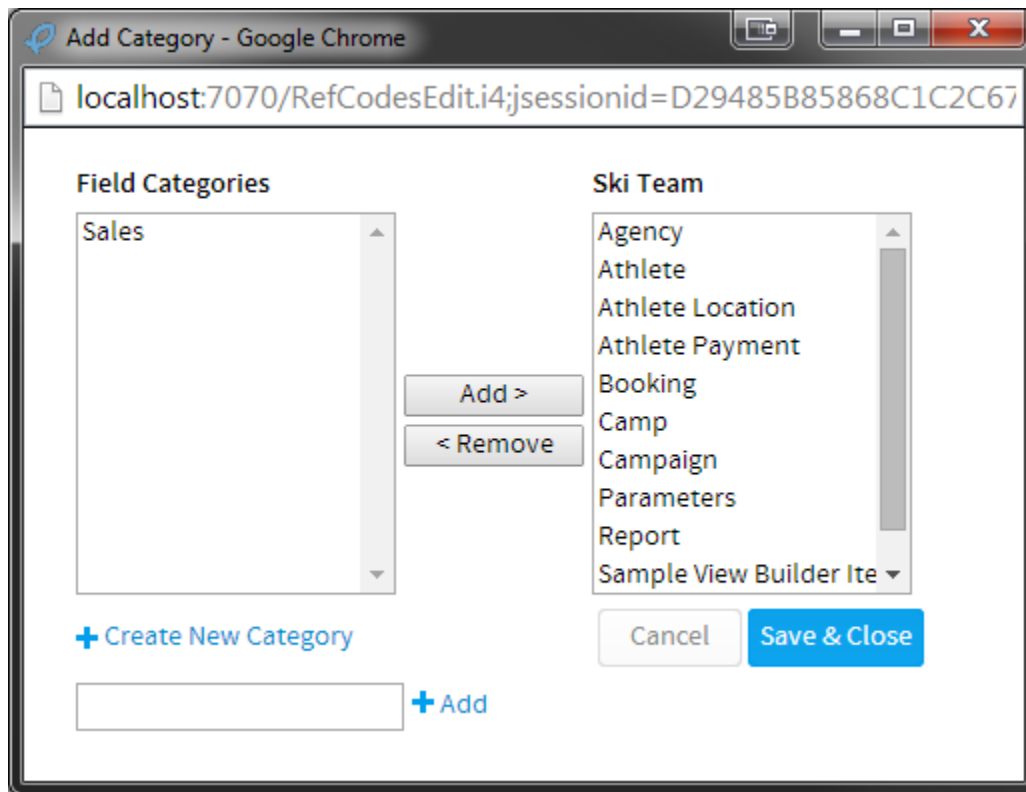 Add Category - Google Chrome
localhost:7070/RefCodesEdit.i4;jsessionid=D29485B85868C1C2C67
Field Categories
Sales
Add >
< Remove
Ski Team
Agency
Athlete
Athlete Location
Athlete Payment
Booking
Camp
Campaign
Parameters
Report
Sample View Builder Ite
Create New Category
Cancel
Save & Close
Add